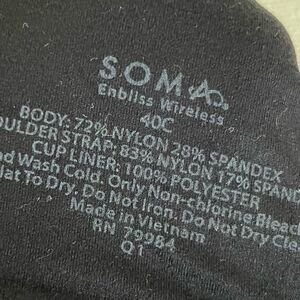 SOMA
Enbliss Wireless
40C
BODY: 72% NYLON 28% SPANDEX
OULDER STRAP: 83% NYLON 17% SPAND
CUP LINER: 100% POLYESTER
nd Wash Cold. Only Non-chlorine Bleac
lat To Dry. Do Not Iron. Do Not Dry Cle
Made in Vietnam
RN 79984
Q1